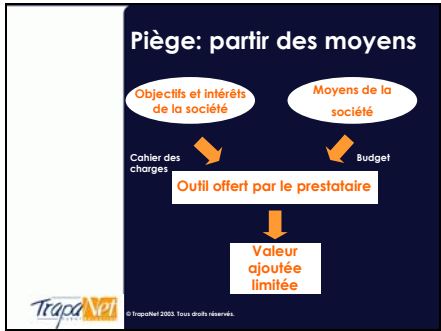 Piège: partir des moyens
Objectifs et intérêts
de la société
Moyens de la
société
Cahier des
charges
Budget
Outil offert par le prestataire
Valeur
ajoutée
limitée
TrapaNet
© TrapaNet 2003. Tous droits réservés.